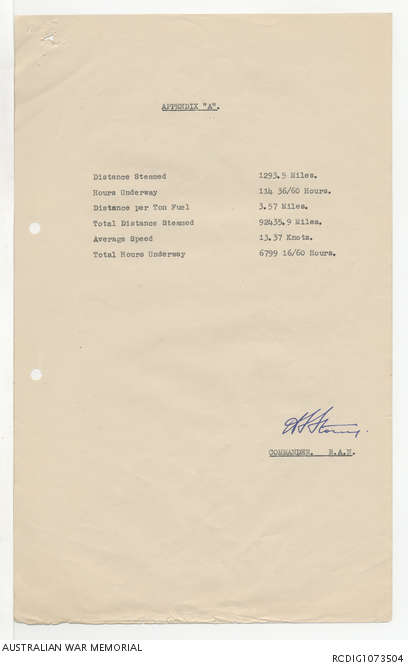 APPENDIX "A".
Distance Steamed 1293.5 Miles.
Hours Underway 114 36/60 Hours.
Distance per Ton Fuel 3.57 Miles.
Total Distance Steamed 92435.9 Miles.
Average Speed 13.37 Knots.
Total Hours Underway 6799 16/60 Hours.
COMMANDER. R.A.N.
AUSTRALIAN WAR MEMORIAL RCDIG1073504